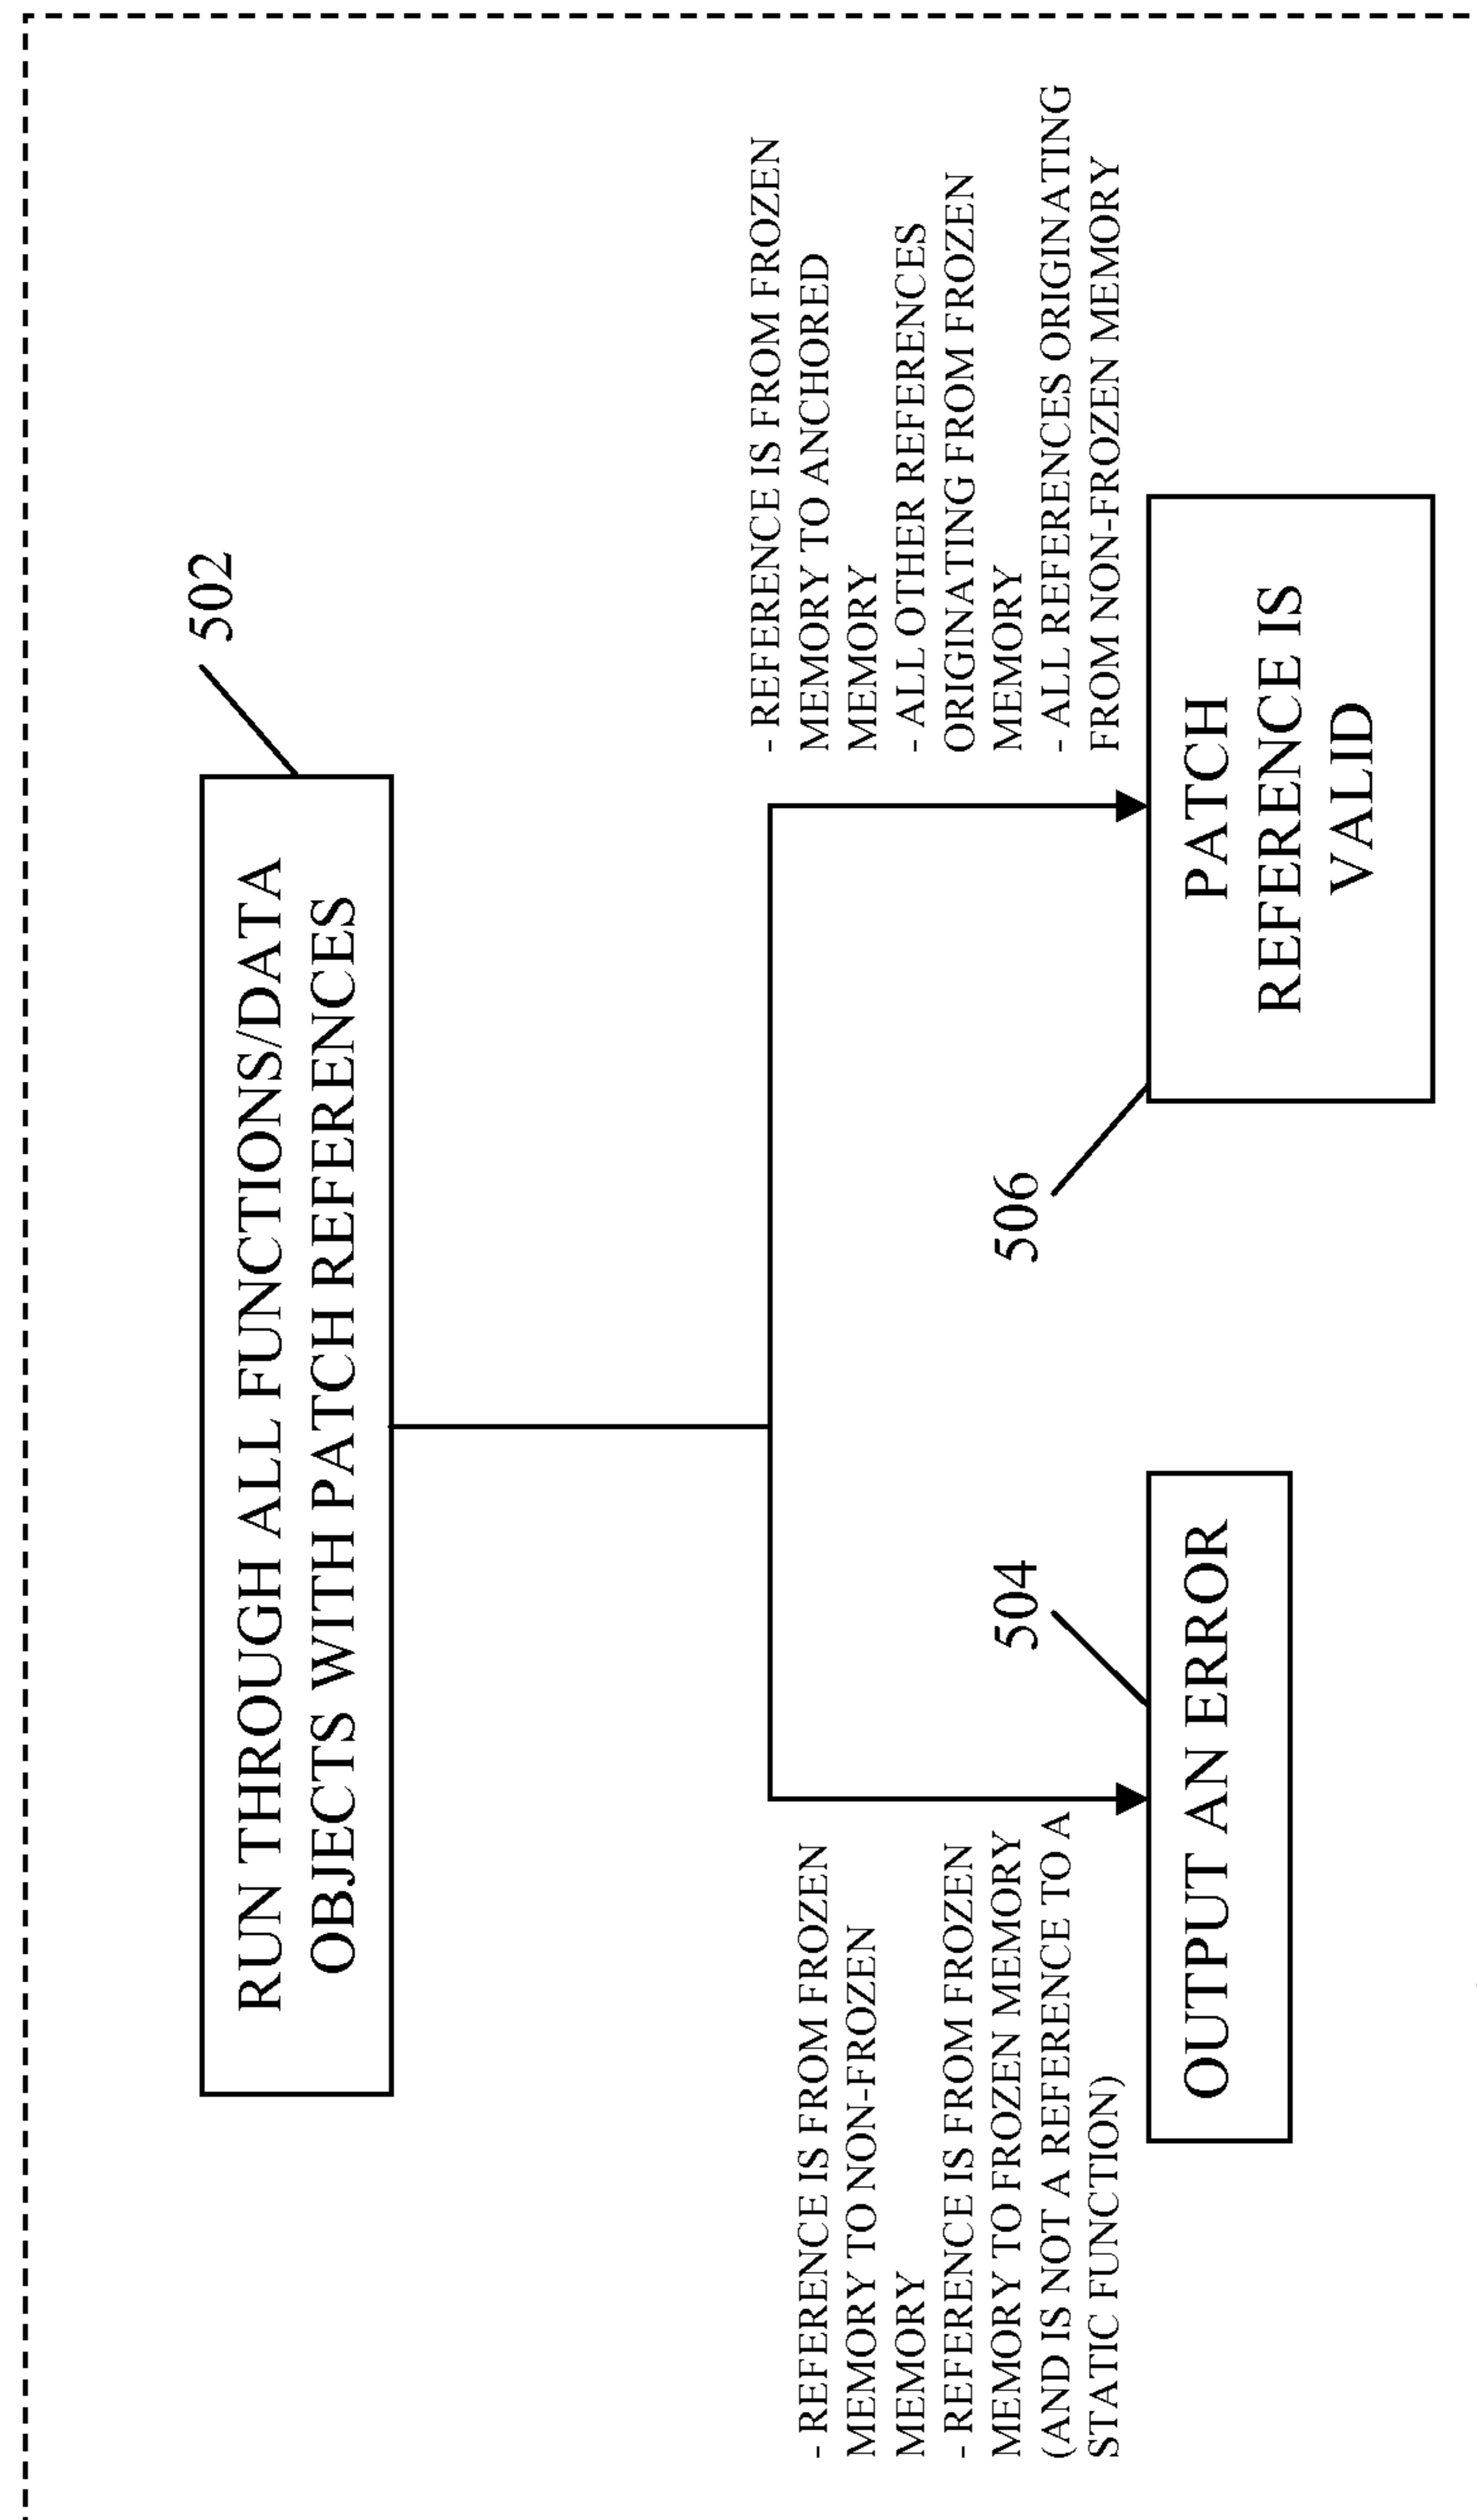 502
RUN THROUGH ALL FUNCTIONS/DATA
OBJECTS WITH PATCH REFERENCES
- REFERENCE IS FROM FROZEN
MEMORY TO NON-FROZEN
MEMORY
- REFERENCE IS FROM FROZEN
MEMORY TO FROZEN MEMORY
(AND IS NOT A REFERENCE TO A
STATIC FUNCTION)
- REFERENCE IS FROM FROZEN
MEMORY TO ANCHORED
MEMORY
- ALL OTHER REFERENCES
ORIGINATING FROM FROZEN
MEMORY
- ALL REFERENCES ORIGINATING
FROM NON-FROZEN MEMORY
504
OUTPUT AN ERROR
506
PATCH
REFERENCE IS
VALID